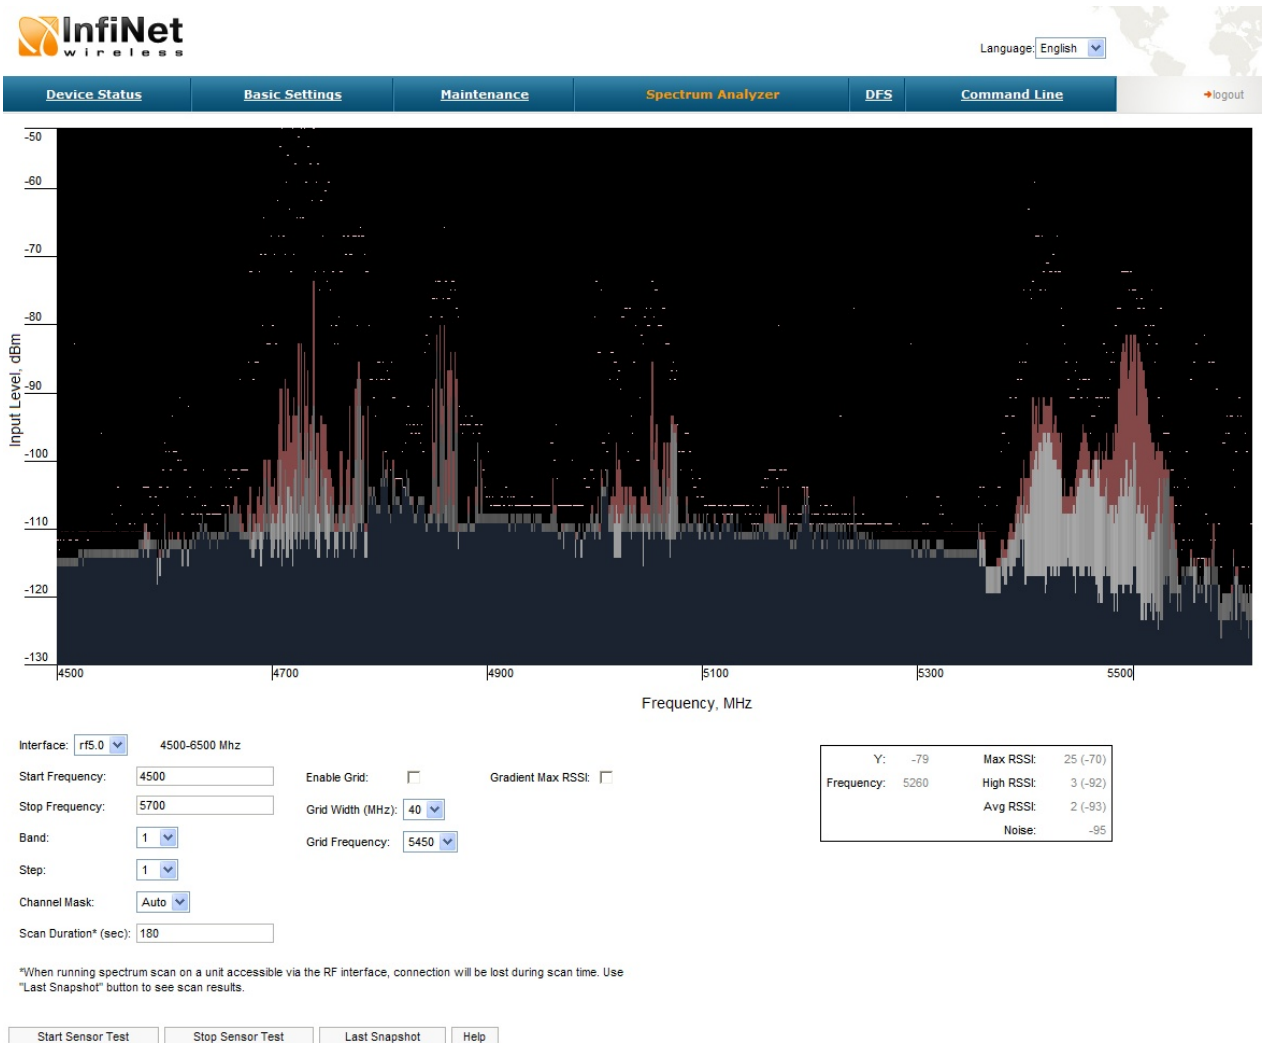 InfiNet
wireless
Language: English
Device Status Basic Settings Maintenance Spectrum Analyzer DFS Command Line logout
-50
-60
-70
-80
-90
-100
-110
-120
-130
Input Level, dBm
4500 4700 4900 5100 5300 5500
Frequency, MHz
Interface: rf5.0 4500-6500 Mhz
Start Frequency: 4500 Enable Grid: Gradient Max RSSI:
Stop Frequency: 5700 Grid Width (MHz): 40
Band: 1 Grid Frequency: 5450
Step: 1
Channel Mask: Auto
Scan Duration* (sec): 180
Y: -79 Max RSSI: 25 (-70)
Frequency: 5260 High RSSI: 3 (-92)
Avg RSSI: 2 (-93)
Noise: -95
*When running spectrum scan on a unit accessible via the RF interface, connection will be lost during scan time. Use
"Last Snapshot" button to see scan results.
Start Sensor Test Stop Sensor Test Last Snapshot Help